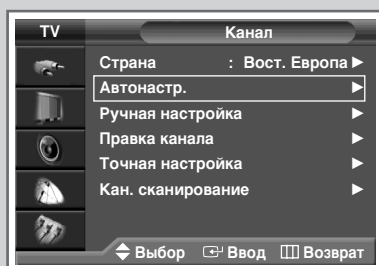 TV Канал
Страна : Вост. Европа ►
Автонастр. ►
Ручная настройка ►
Правка канала ►
Точная настройка ►
Кан. сканирование ►
Выбор Ввод Возврат